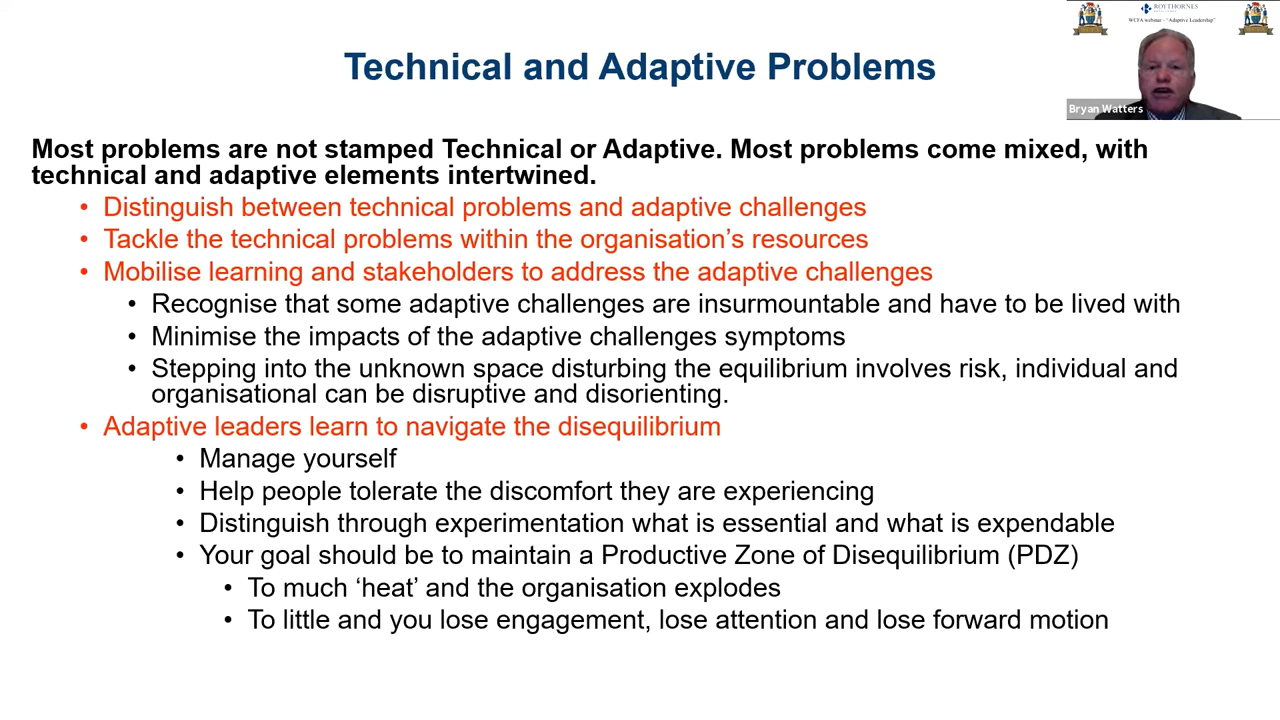 Technical and Adaptive Problems
ROYTHORNES
WCFA webinar - "Adaptive Leadership"
Bryan Watters
Most problems are not stamped Technical or Adaptive. Most problems come mixed, with
technical and adaptive elements intertwined.
• Distinguish between technical problems and adaptive challenges
• Tackle the technical problems within the organisation's resources
• Mobilise learning and stakeholders to address the adaptive challenges
• Recognise that some adaptive challenges are insurmountable and have to be lived with
• Minimise the impacts of the adaptive challenges symptoms
• Stepping into the unknown space disturbing the equilibrium involves risk, individual and
organisational can be disruptive and disorienting.
• Adaptive leaders learn to navigate the disequilibrium
• Manage yourself
• Help people tolerate the discomfort they are experiencing
• Distinguish through experimentation what is essential and what is expendable
• Your goal should be to maintain a Productive Zone of Disequilibrium (PDZ)
• To much ‘heat’ and the organisation explodes
• To little and you lose engagement, lose attention and lose forward motion